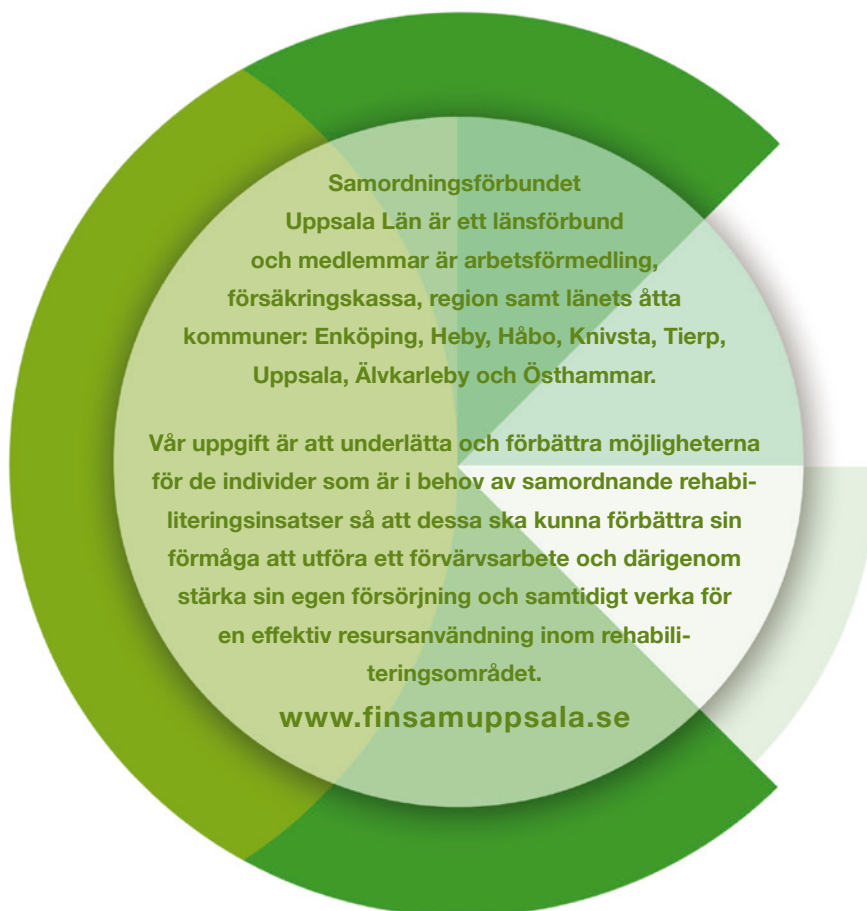 Samordningsförbundet
Uppsala Län är ett länsförbund
och medlemmar är arbetsförmedling,
försäkringskassa, region samt länets åtta
kommuner: Enköping, Heby, Håbo, Knivsta, Tierp,
Uppsala, Älvkarleby och Östhammar.
Vår uppgift är att underlätta och förbättra möjligheterna
för de individer som är i behov av samordnande rehabi-
literingsinsatser så att dessa ska kunna förbättra sin
förmåga att utföra ett förvärvsarbete och därigenom
stärka sin egen försörjning och samtidigt verka för
en effektiv resursanvändning inom rehabili-
teringsområdet.
www.finsamuppsala.se